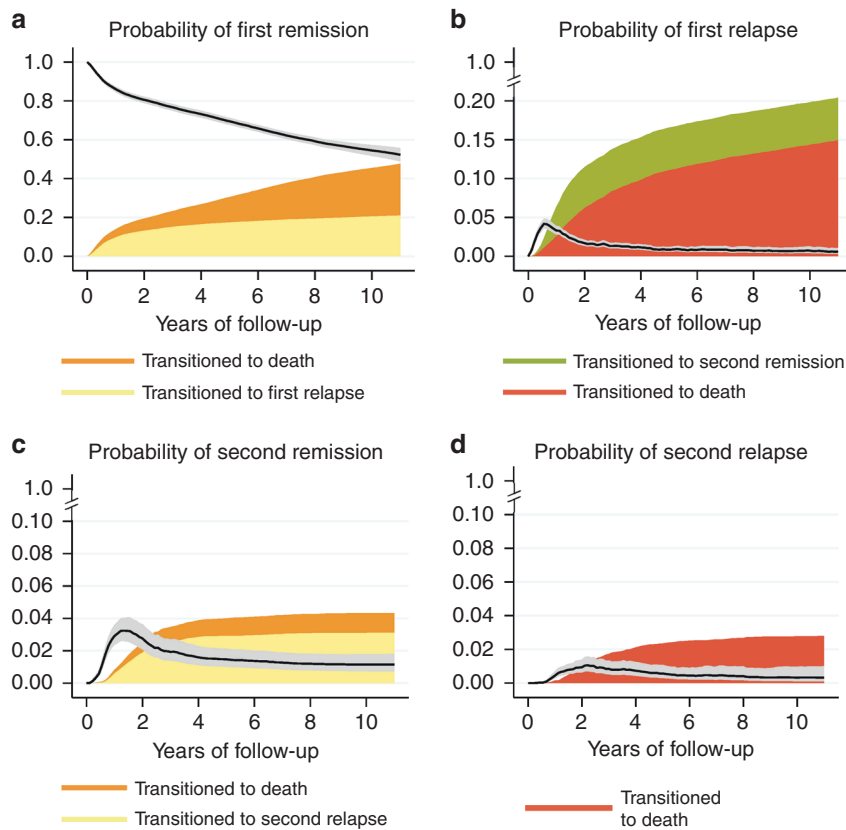 a
Probability of first remission
1.0
0.8
0.6
0.4
0.2
0.0
0 2 4 6 8 10
Years of follow-up
Transitioned to death
Transitioned to first relapse
b
Probability of first relapse
1.0
0.20
0.15
0.10
0.05
0.00
0 2 4 6 8 10
Years of follow-up
Transitioned to second remission
Transitioned to death
c
Probability of second remission
1.0
0.10
0.08
0.06
0.04
0.02
0.00
0 2 4 6 8 10
Years of follow-up
Transitioned to death
Transitioned to second relapse
d
Probability of second relapse
1.0
0.10
0.08
0.06
0.04
0.02
0.00
0 2 4 6 8 10
Years of follow-up
Transitioned
to death